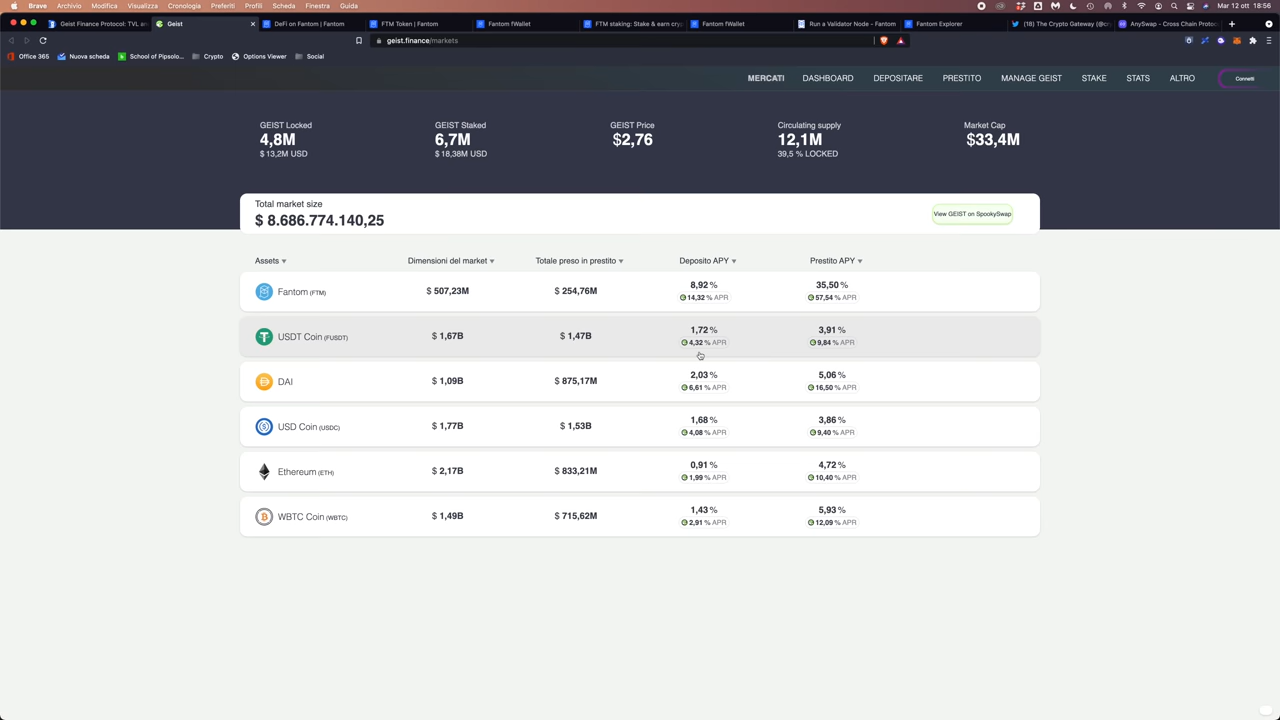 Brave Archivio Modifica Visualizza Cronologia Preferiti Profili Scheda Finestra Guida Mar 12 ott 18:56
Geist Finance Protocol: TVL an Geist DeFi on Fantom | Fantom FTM Token | Fantom Fantom fWallet FTM staking: Stake & earn cry Fantom fWallet Run a Validator Node – Fantom Fantom Explorer (18) The Crypto Gateway (@cr AnySwap - Cross Chain Protoc
geist.finance/markets
Office 365 Nuova scheda School of Pipsolo... Crypto Options Viewer Social
MERCATI DASHBOARD DEPOSITARE PRESTITO MANAGE GEIST STAKE STATS ALTRO Connetti
GEIST Locked GEIST Staked GEIST Price Circulating supply Market Cap
4,8M 6,7M $2,76 12,1M $33,4M
$ 13,2M USD $ 18,38M USD 39,5 % LOCKED
Total market size
$ 8.686.774.140,25
View GEIST on SpookySwap
Assets Dimensioni del market Totale preso in prestito Deposito APY Prestito APY
Fantom (FTM) $ 507,23M $ 254,76M 8,92 % 35,50 %
14,32 % APR 57,54 % APR
USDT Coin (FUSDT) $ 1,67B $ 1,47B 1,72 % 3,91 %
4,32 % APR 9,84 % APR
DAI $ 1,09B $ 875,17M 2,03 % 5,06 %
6,61 % APR 16,50 % APR
USD Coin (USDC) $ 1,77B $ 1,53B 1,68 % 3,86 %
4,08 % APR 9,40 % APR
Ethereum (ETH) $ 2,17B $ 833,21M 0,91 % 4,72 %
1,99 % APR 10,40 % APR
WBTC Coin (WBTC) $ 1,49B $ 715,62M 1,43 % 5,93 %
2,91 % APR 12,09 % APR